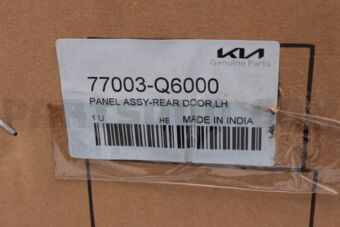 KIA
Genuine Parts
77003-Q6000
PANEL ASSY-REAR DOOR,LH
1 U HE MADE IN INDIA